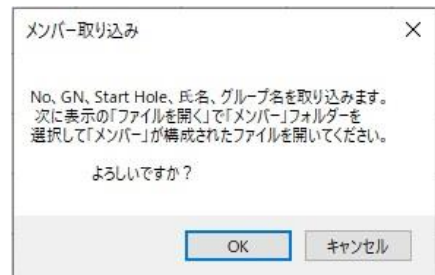 メンバー取り込み
No、GN、Start Hole、氏名、グループ名を取り込みます。
次に表示の「ファイルを開く」で「メンバー」フォルダーを
選択して「メンバー」が構成されたファイルを開いてください。
よろしいですか？
OK
キャンセル